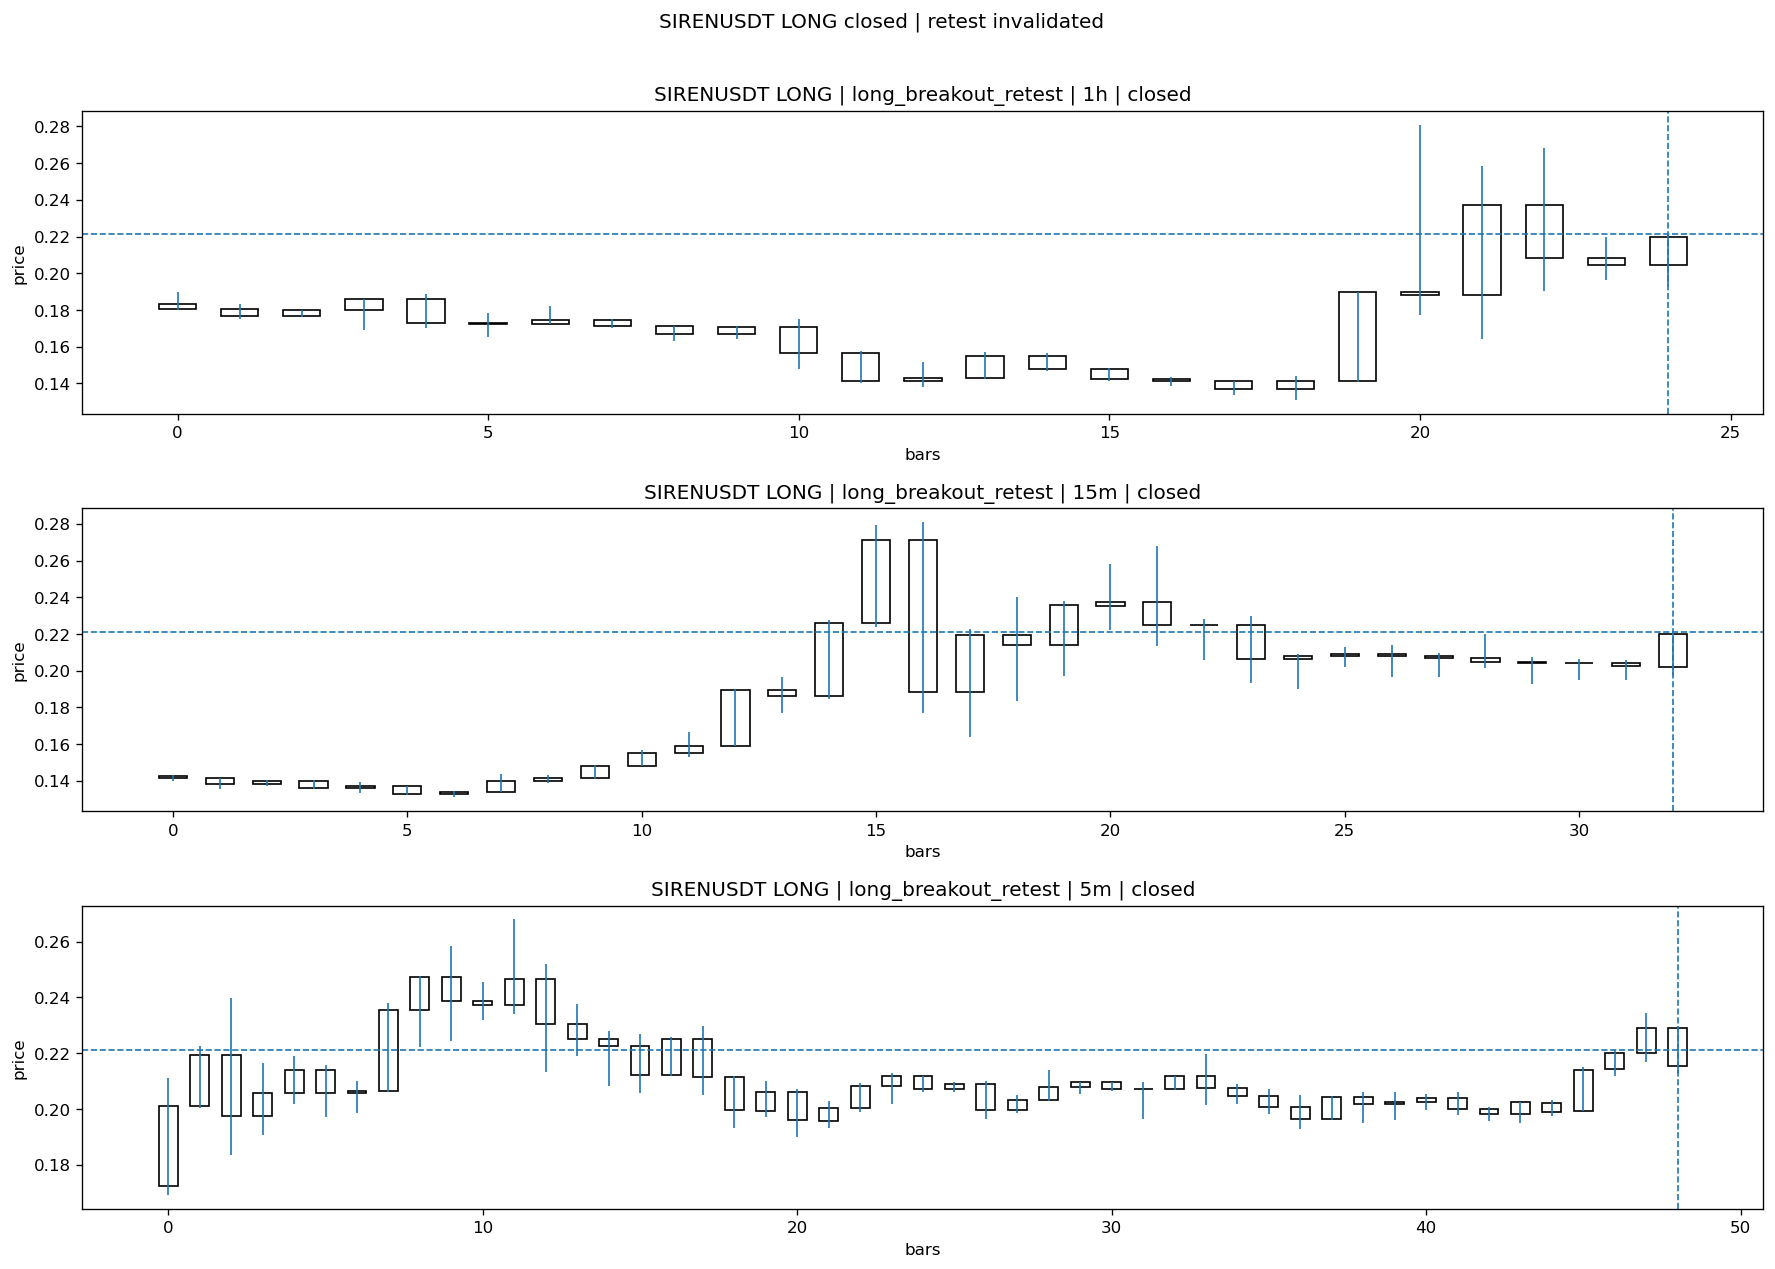 SIRENUSDT LONG closed | retest invalidated
SIRENUSDT LONG | long_breakout_retest | 1h | closed
0.28
0.26
0.24
0.22
0.20
0.18
0.16
0.14
price
0 5 10 15 20 25
bars
SIRENUSDT LONG | long_breakout_retest | 15m | closed
0.28
0.26
0.24
0.22
0.20
0.18
0.16
0.14
price
0 5 10 15 20 25 30
bars
SIRENUSDT LONG | long_breakout_retest | 5m | closed
0.26
0.24
0.22
0.20
0.18
price
0 10 20 30 40 50
bars